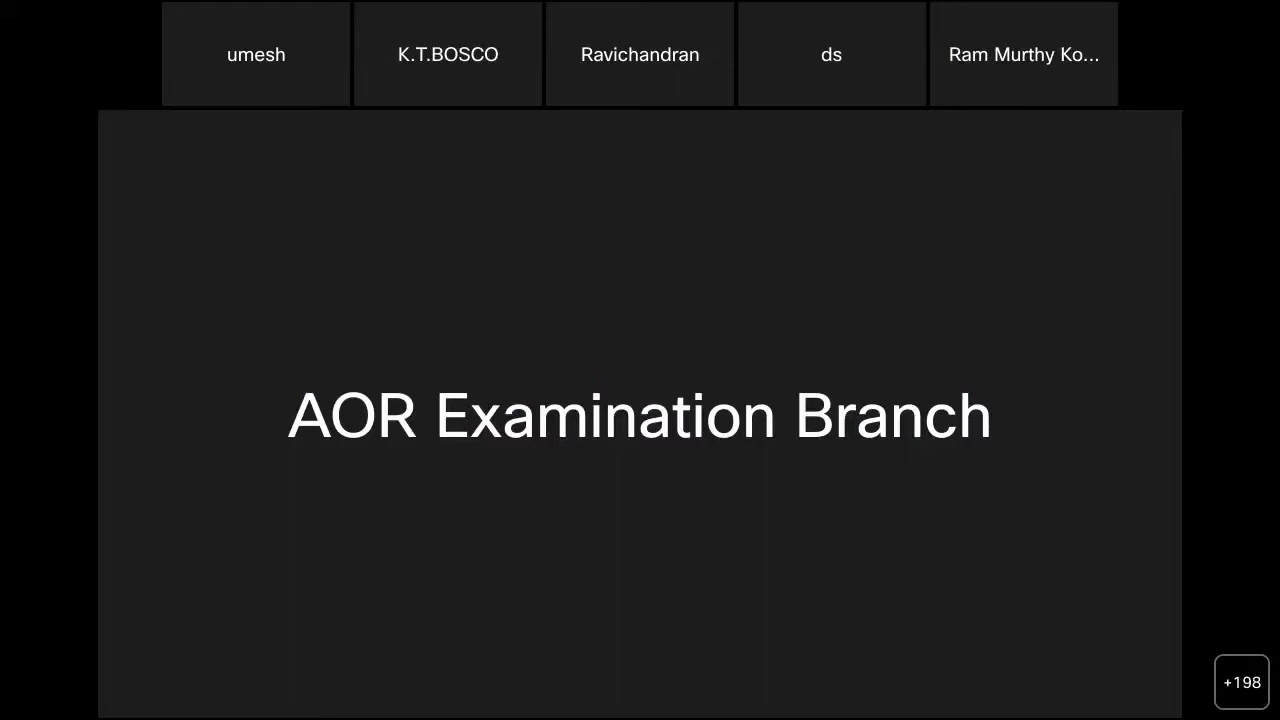 umesh
K.T.BOSCO
Ravichandran
ds
Ram Murthy Ko...
AOR Examination Branch
+198